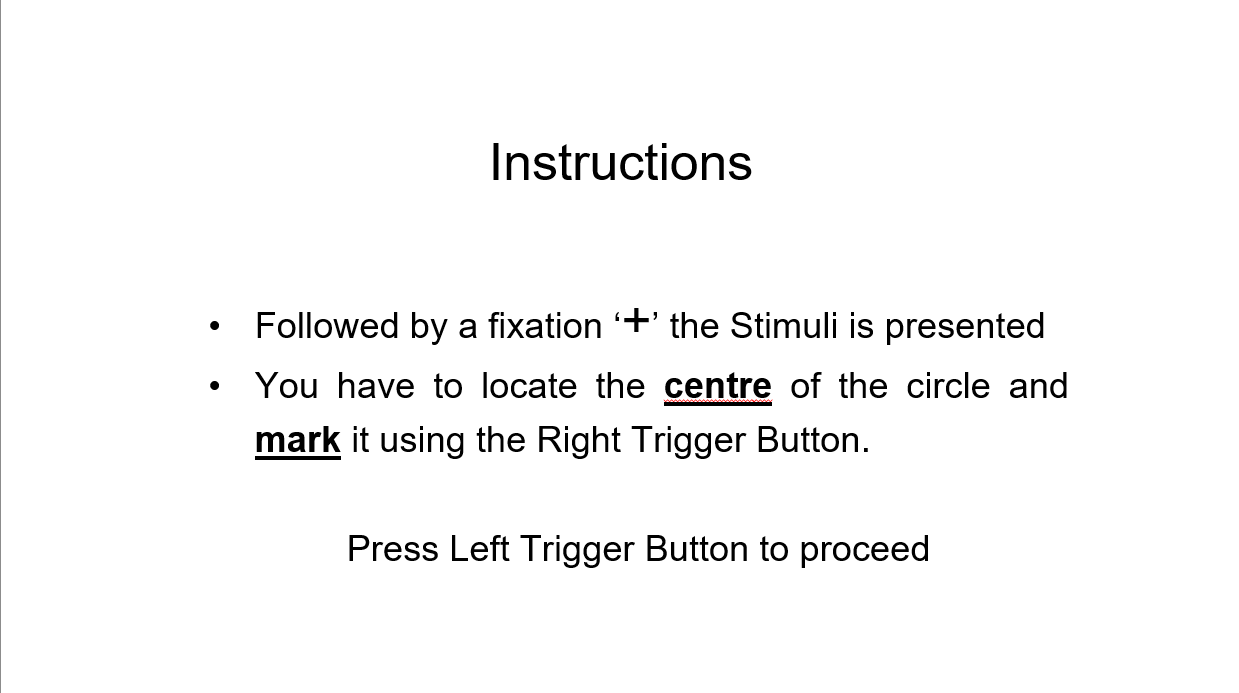 Instructions
• Followed by a fixation ‘+’ the Stimuli is presented
• You have to locate the centre of the circle and
mark it using the Right Trigger Button.
Press Left Trigger Button to proceed